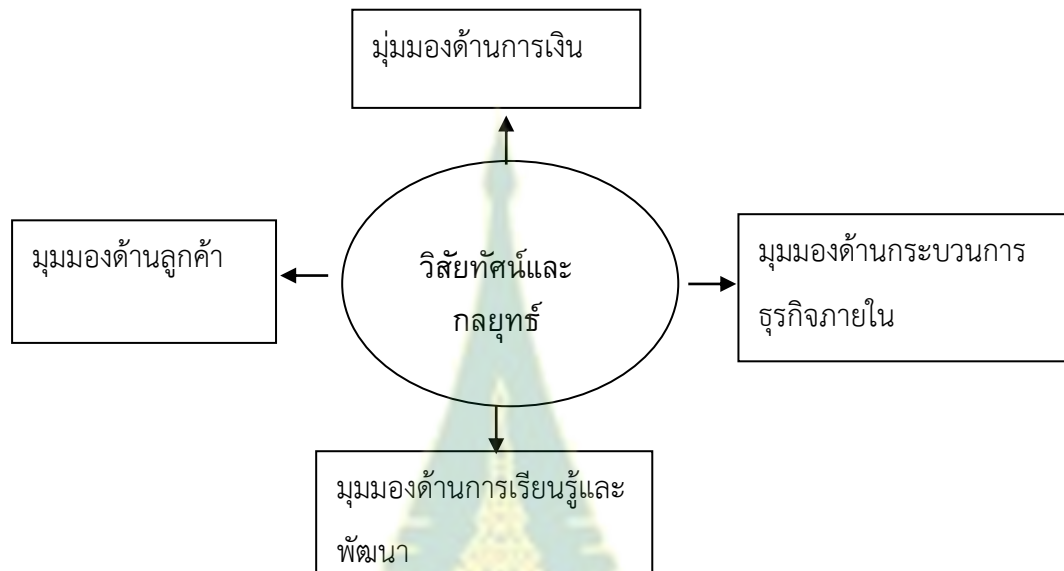 มุ่มมองด้านการเงิน
มุมมองด้านลูกค้า
วิสัยทัศน์และ
กลยุทธ์
มุมมองด้านกระบวนการ
ธุรกิจภายใน
มุมมองด้านการเรียนรู้และ
พัฒนา